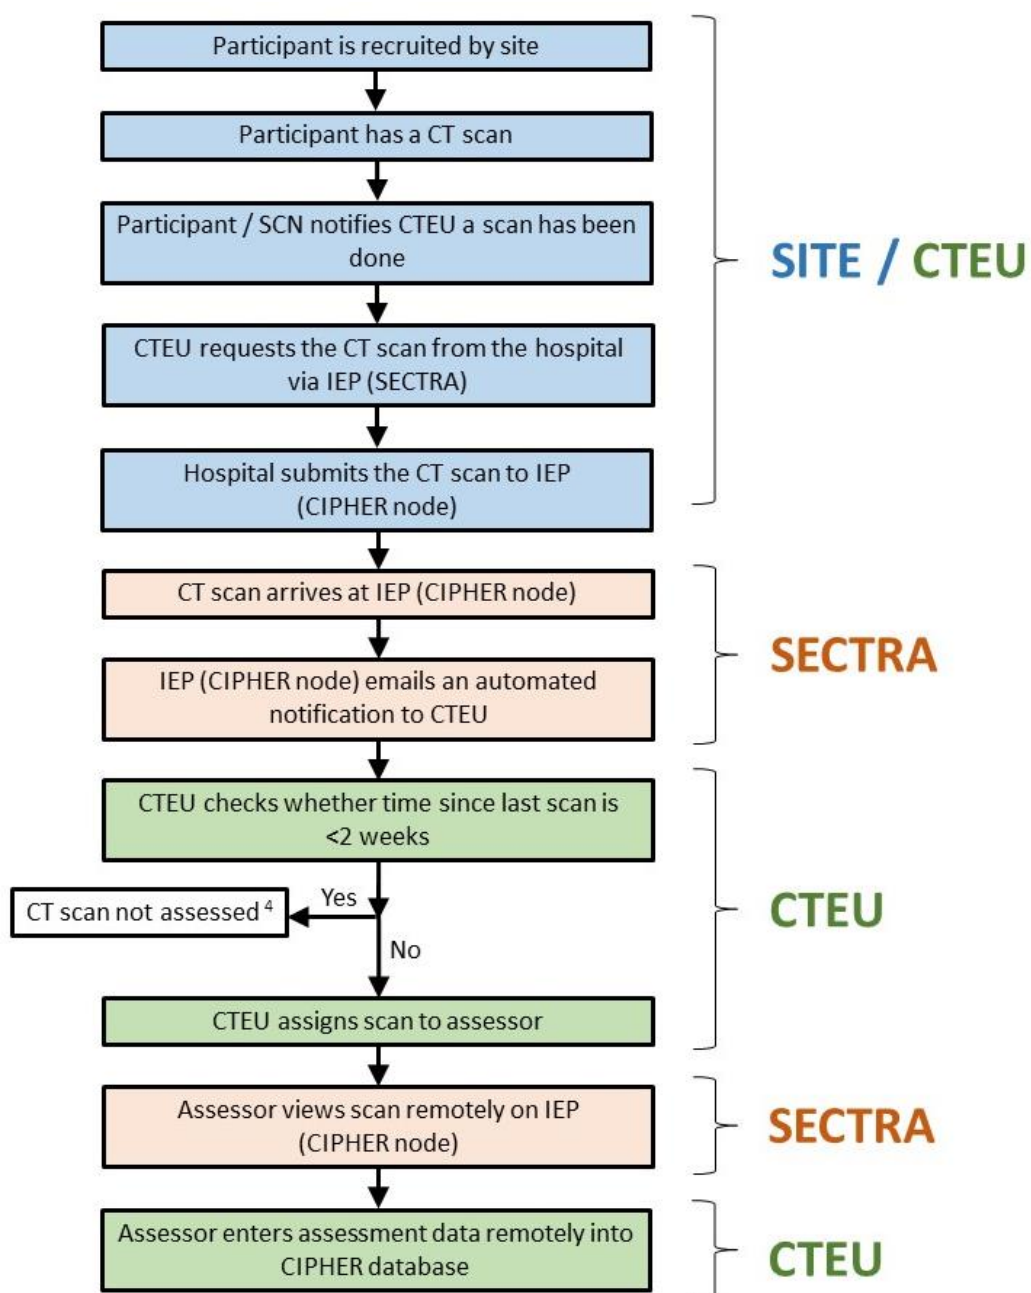 Participant is recruited by site
Participant has a CT scan
Participant / SCN notifies CTEU a scan has been
done
CTEU requests the CT scan from the hospital
via IEP (SECTRA)
Hospital submits the CT scan to IEP
(CIPHER node)
SITE / CTEU
CT scan arrives at IEP (CIPHER node)
IEP (CIPHER node) emails an automated
notification to CTEU
SECTRA
CTEU checks whether time since last scan is
<2 weeks
Yes
CT scan not assessed 4
No
CTEU assigns scan to assessor
CTEU
Assessor views scan remotely on IEP
(CIPHER node)
SECTRA
Assessor enters assessment data remotely into
CIPHER database
CTEU